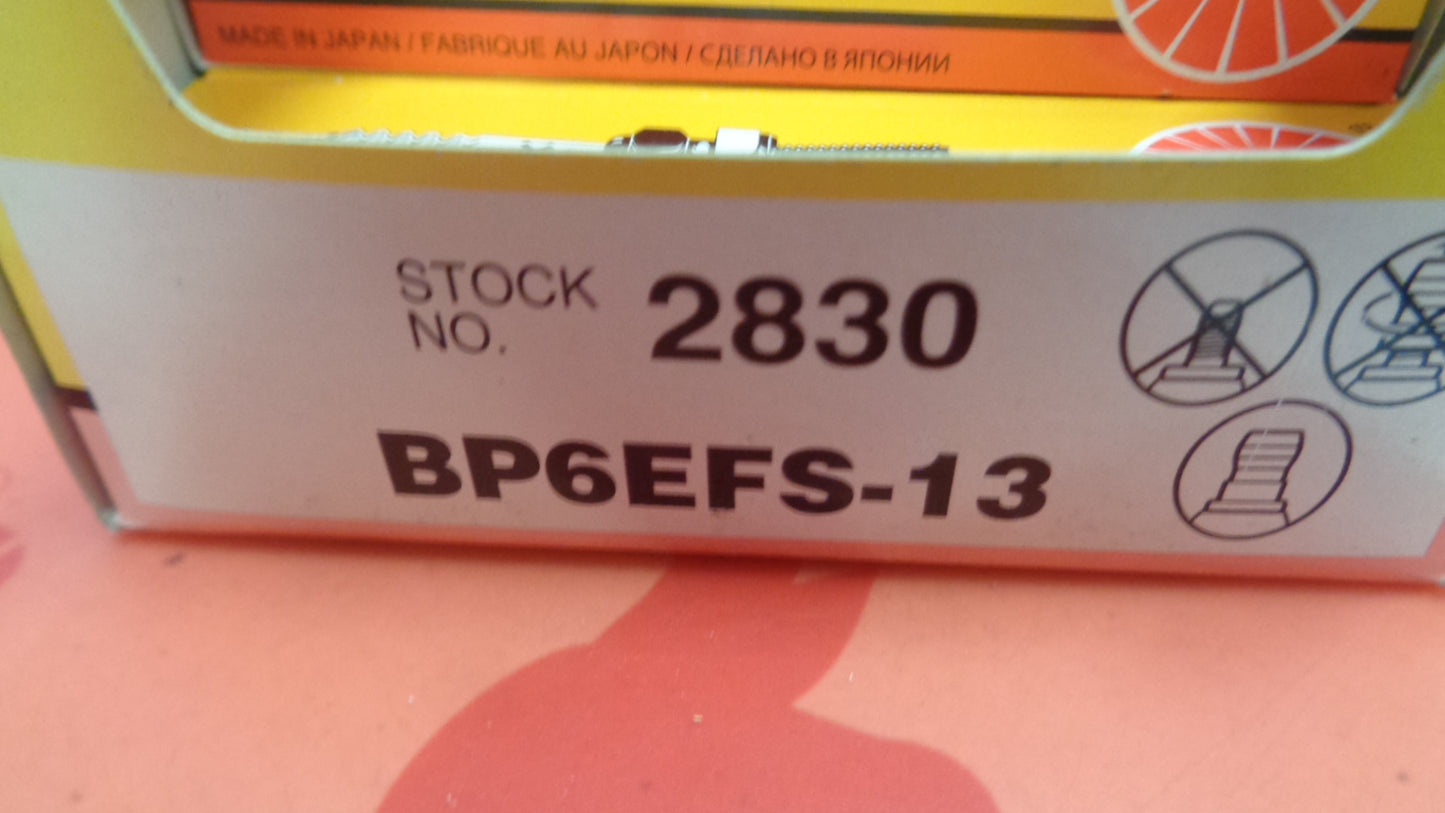 MADE IN JAPAN / FABRIQUE AU JAPON / СДЕЛАНО В ЯПОНИИ
STOCK
NO. 2830
BP6EFS-13